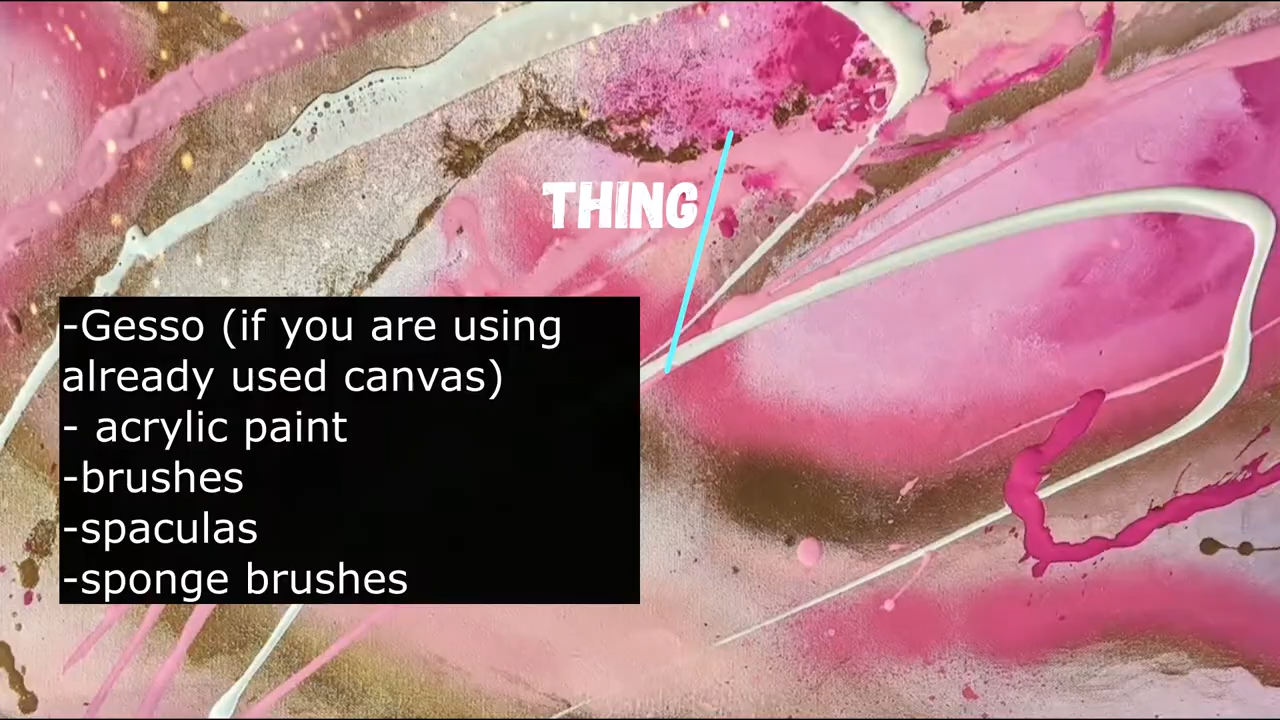 THING
-Gesso (if you are using
already used canvas)
- acrylic paint
-brushes
-spaculas
-sponge brushes